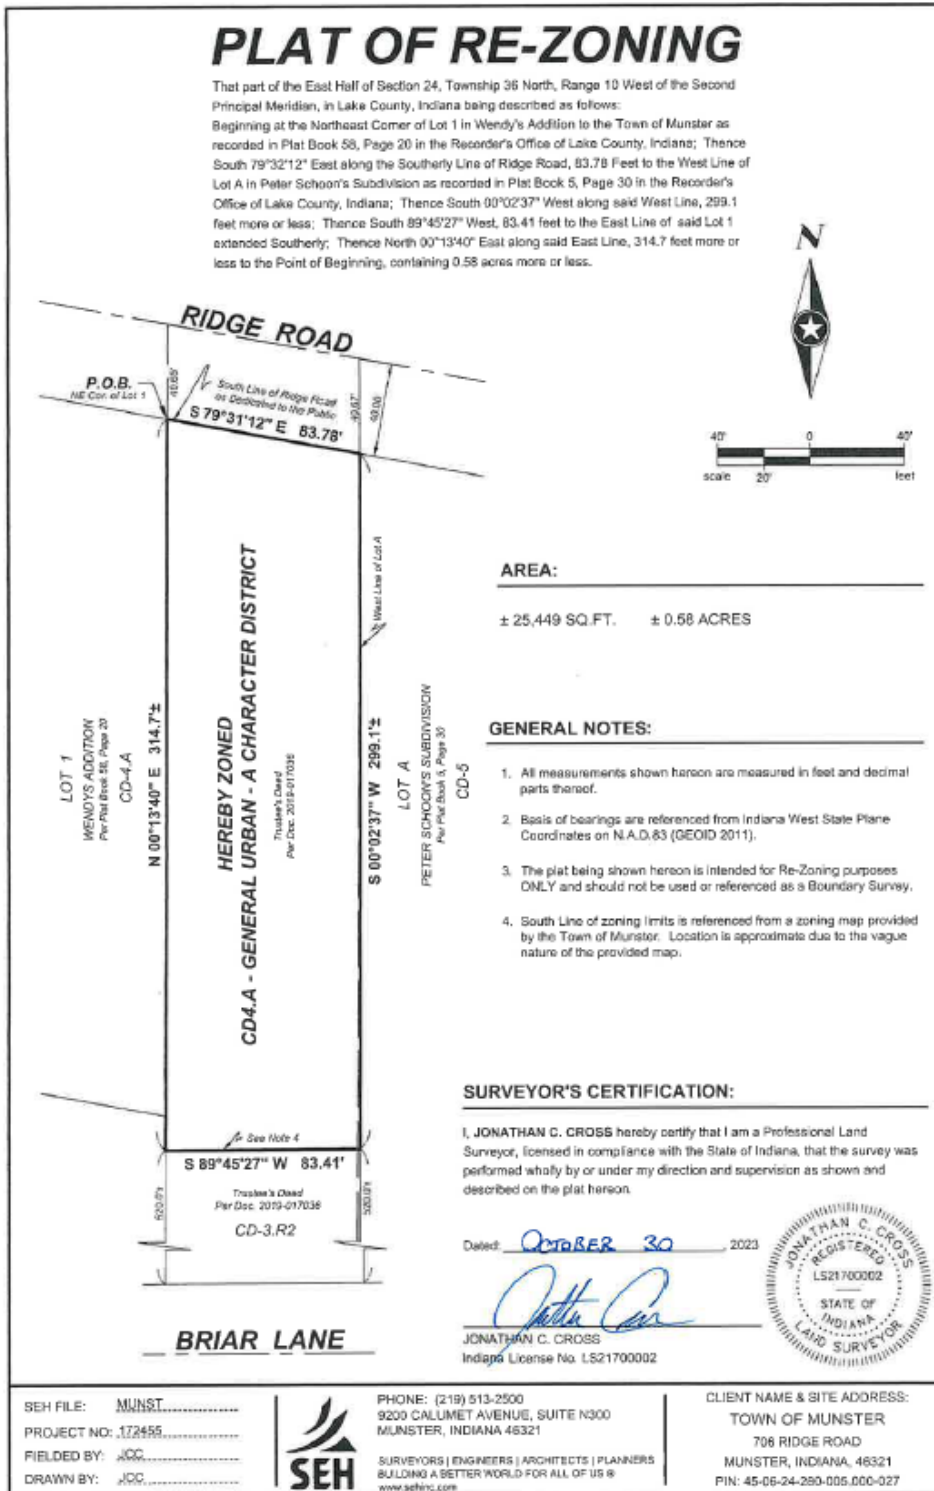 PLAT OF RE-ZONING
That part of the East Half of Section 24, Township 36 North, Range 10 West of the Second
Principal Meridian, in Lake County, Indiana being described as follows:
Beginning at the Northeast Corner of Lot 1 in Wendy's Addition to the Town of Munster as
recorded in Plat Book 58, Page 20 in the Recorder's Office of Lake County, Indiana; Thence
South 79°32'12" East along the Southerly Line of Ridge Road, 83.78 Feet to the West Line of
Lot A in Peter Schoon's Subdivision as recorded in Plat Book 5, Page 30 in the Recorder's
Office of Lake County, Indiana; Thence South 00°02'37" West along said West Line, 299.1
feet more or less; Thence South 89°45'27" West, 83.41 feet to the East Line of said Lot 1
extended Southerly; Thence North 00°13'40" East along said East Line, 314.7 feet more or
less to the Point of Beginning, containing 0.58 acres more or less.
N
RIDGE ROAD
P.O.B.
NE Cor. of Lot 1
South Line of Ridge Road
as Dedicated to the Public
S 79°31'12" E 83.78'
40' 0 40'
scale 20' feet
West Line of Lot A
HEREBY ZONED
CD4.A - GENERAL URBAN - A CHARACTER DISTRICT
Trustee's Deed
Per Doc. 2019-017036
LOT 1
WENDYS ADDITION
Per Plat Book 58, Page 20
CD-4.A
N 00°13'40" E 314.7'±
S 00°02'37" W 299.1'±
LOT A
PETER SCHOON'S SUBDIVISION
Per Plat Book 5, Page 30
CD-5
See Note 4
S 89°45'27" W 83.41'
Trustee's Deed
Per Doc. 2019-017036
CD-3.R2
BRIAR LANE
AREA:
± 25,449 SQ.FT. ± 0.58 ACRES
GENERAL NOTES:
1. All measurements shown hereon are measured in feet and decimal
parts thereof.
2. Basis of bearings are referenced from Indiana West State Plane
Coordinates on N.A.D.83 (GEOID 2011).
3. The plat being shown hereon is intended for Re-Zoning purposes
ONLY and should not be used or referenced as a Boundary Survey.
4. South Line of zoning limits is referenced from a zoning map provided
by the Town of Munster. Location is approximate due to the vague
nature of the provided map.
SURVEYOR'S CERTIFICATION:
I, JONATHAN C. CROSS hereby certify that I am a Professional Land
Surveyor, licensed in compliance with the State of Indiana, that the survey was
performed wholly by or under my direction and supervision as shown and
described on the plat hereon.
Dated: OCTOBER 30, 2023
JONATHAN C. CROSS
Indiana License No. LS21700002
JONATHAN C. CROSS
REGISTERED
LS21700002
STATE OF
INDIANA
LAND SURVEYOR
SEH FILE: MUNST
PROJECT NO: 172455
FIELDED BY: JCC
DRAWN BY: JCC
SEH
PHONE: (219) 513-2500
9200 CALUMET AVENUE, SUITE N300
MUNSTER, INDIANA 46321
SURVEYORS | ENGINEERS | ARCHITECTS | PLANNERS
BUILDING A BETTER WORLD FOR ALL OF US ®
www.sehinc.com
CLIENT NAME & SITE ADDRESS:
TOWN OF MUNSTER
706 RIDGE ROAD
MUNSTER, INDIANA, 46321
PIN: 45-06-24-280-005.000-027